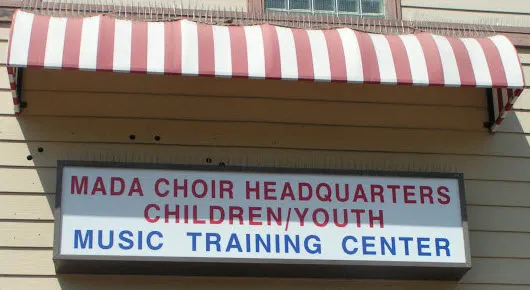 MADA CHOIR HEADQUARTERS
CHILDREN/YOUTH
MUSIC TRAINING CENTER